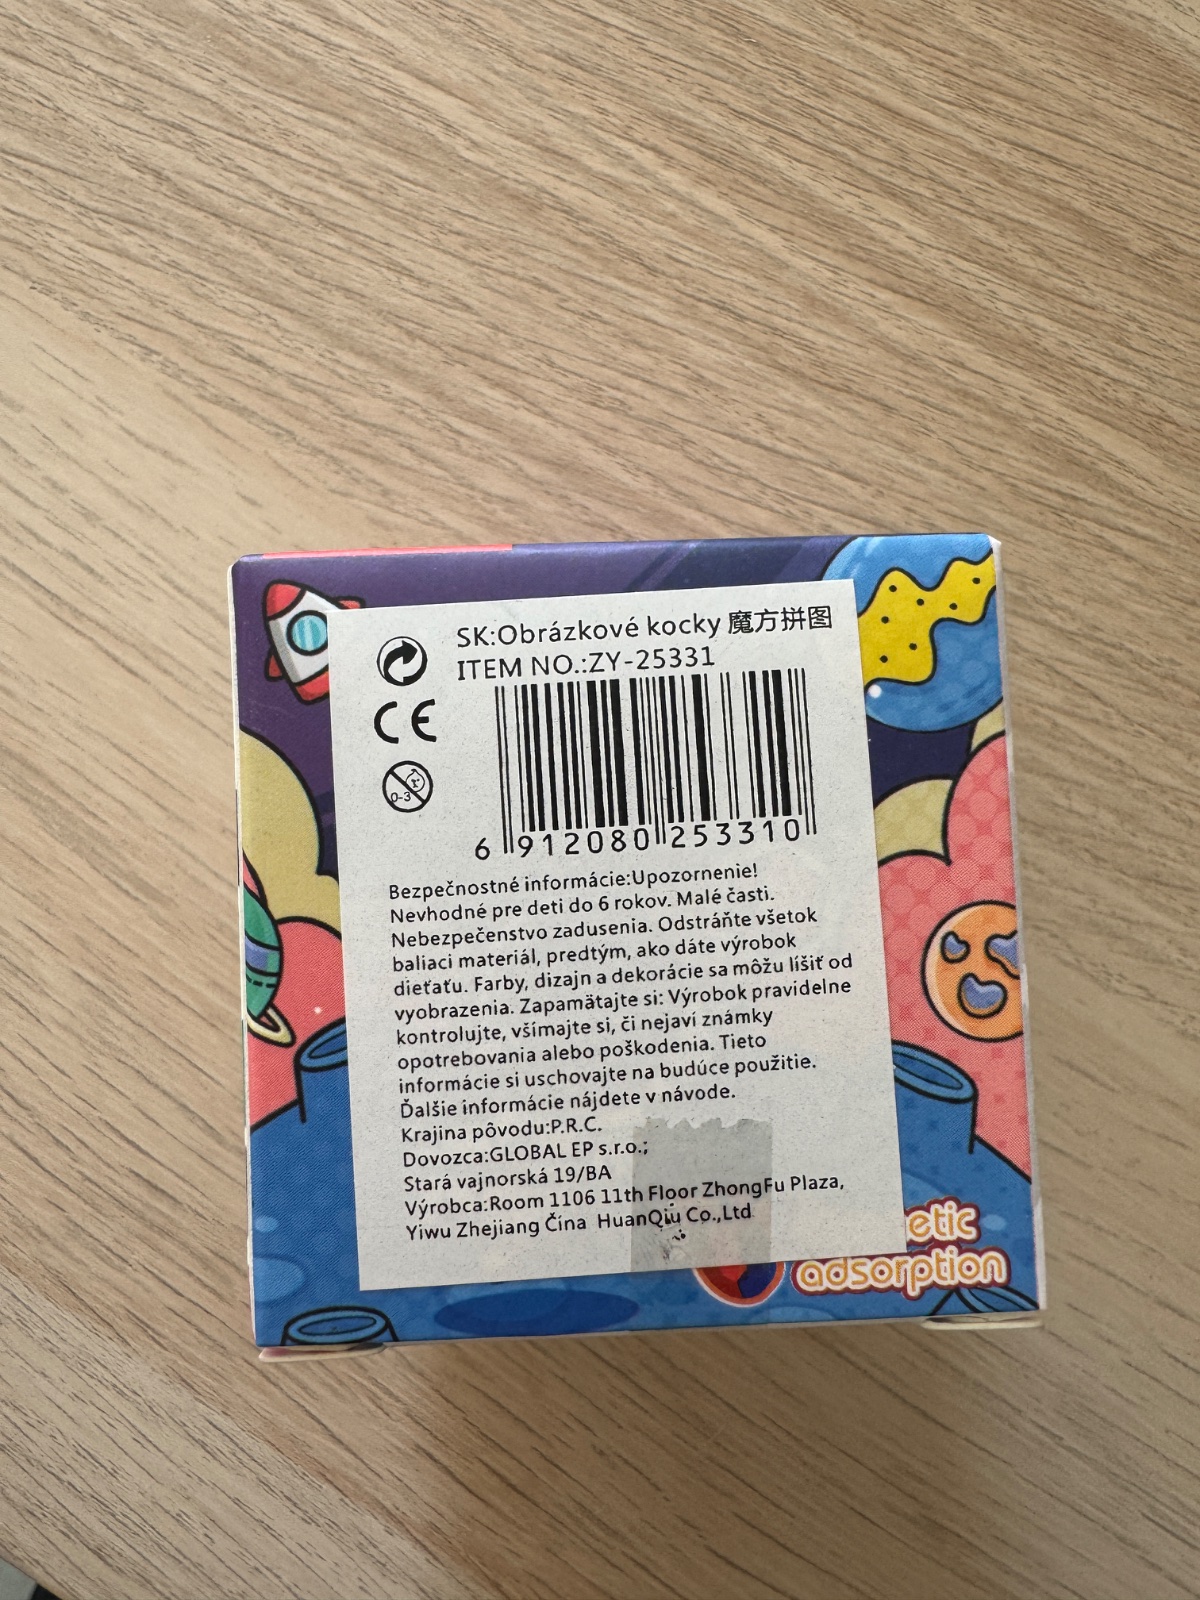 SK:Obrázkové kocky 魔方拼图
ITEM NO.:ZY-25331
CE
0-3
6 912080 253310
Bezpečnostné informácie:Upozornenie!
Nevhodné pre deti do 6 rokov. Malé časti.
Nebezpečenstvo zadusenia. Odstráňte všetok
baliaci materiál, predtým, ako dáte výrobok
dieťaťu. Farby, dizajn a dekorácie sa môžu líšiť od
vyobrazenia. Zapamätajte si: Výrobok pravidelne
kontrolujte, všímajte si, či nejaví známky
opotrebovania alebo poškodenia. Tieto
informácie si uschovajte na budúce použitie.
Ďalšie informácie nájdete v návode.
Krajina pôvodu:P.R.C.
Dovozca:GLOBAL EP s.r.o.;
Stará vajnorská 19/BA
Výrobca:Room 1106 11th Floor ZhongFu Plaza,
Yiwu Zhejiang Čína HuanQiu Co.,Ltd
etic
adsorption